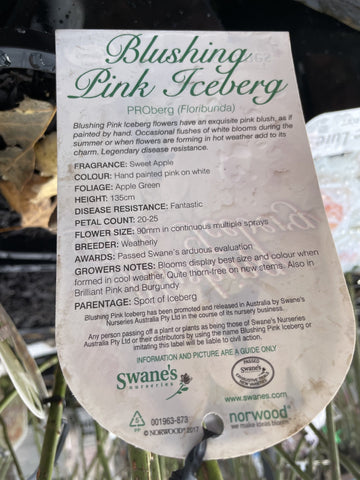 Blushing
Pink Iceberg
PROberg (Floribunda)
Blushing Pink Iceberg flowers have an exquisite pink blush, as if
painted by hand. Occasional flushes of white blooms during the
summer or when flowers are forming in hot weather add to its
charm. Legendary disease resistance.
FRAGRANCE: Sweet Apple
COLOUR: Hand painted pink on white
FOLIAGE: Apple Green
HEIGHT: 135cm
DISEASE RESISTANCE: Fantastic
PETAL COUNT: 20-25
FLOWER SIZE: 90mm in continuous multiple sprays
BREEDER: Weatherly
AWARDS: Passed Swane's arduous evaluation
GROWERS NOTES: Blooms display best size and colour when
formed in cool weather. Quite thorn-free on new stems. Also in
Brilliant Pink and Burgundy
PARENTAGE: Sport of Iceberg
Blushing Pink Iceberg has been promoted and released in Australia by Swane's
Nurseries Australia Pty Ltd in the course of its nursery business.
Any person passing off a plant or plants as being those of Swane's Nurseries
Australia Pty Ltd or their distributors by using the name Blushing Pink Iceberg or
imitating this label will be liable to civil action.
INFORMATION AND PICTURE ARE A GUIDE ONLY
Swane's
nurseries
PASSED
www.swanes.com
5
PP
001963-873
© NORWOOD 2017
norwood
we make ideas bloom